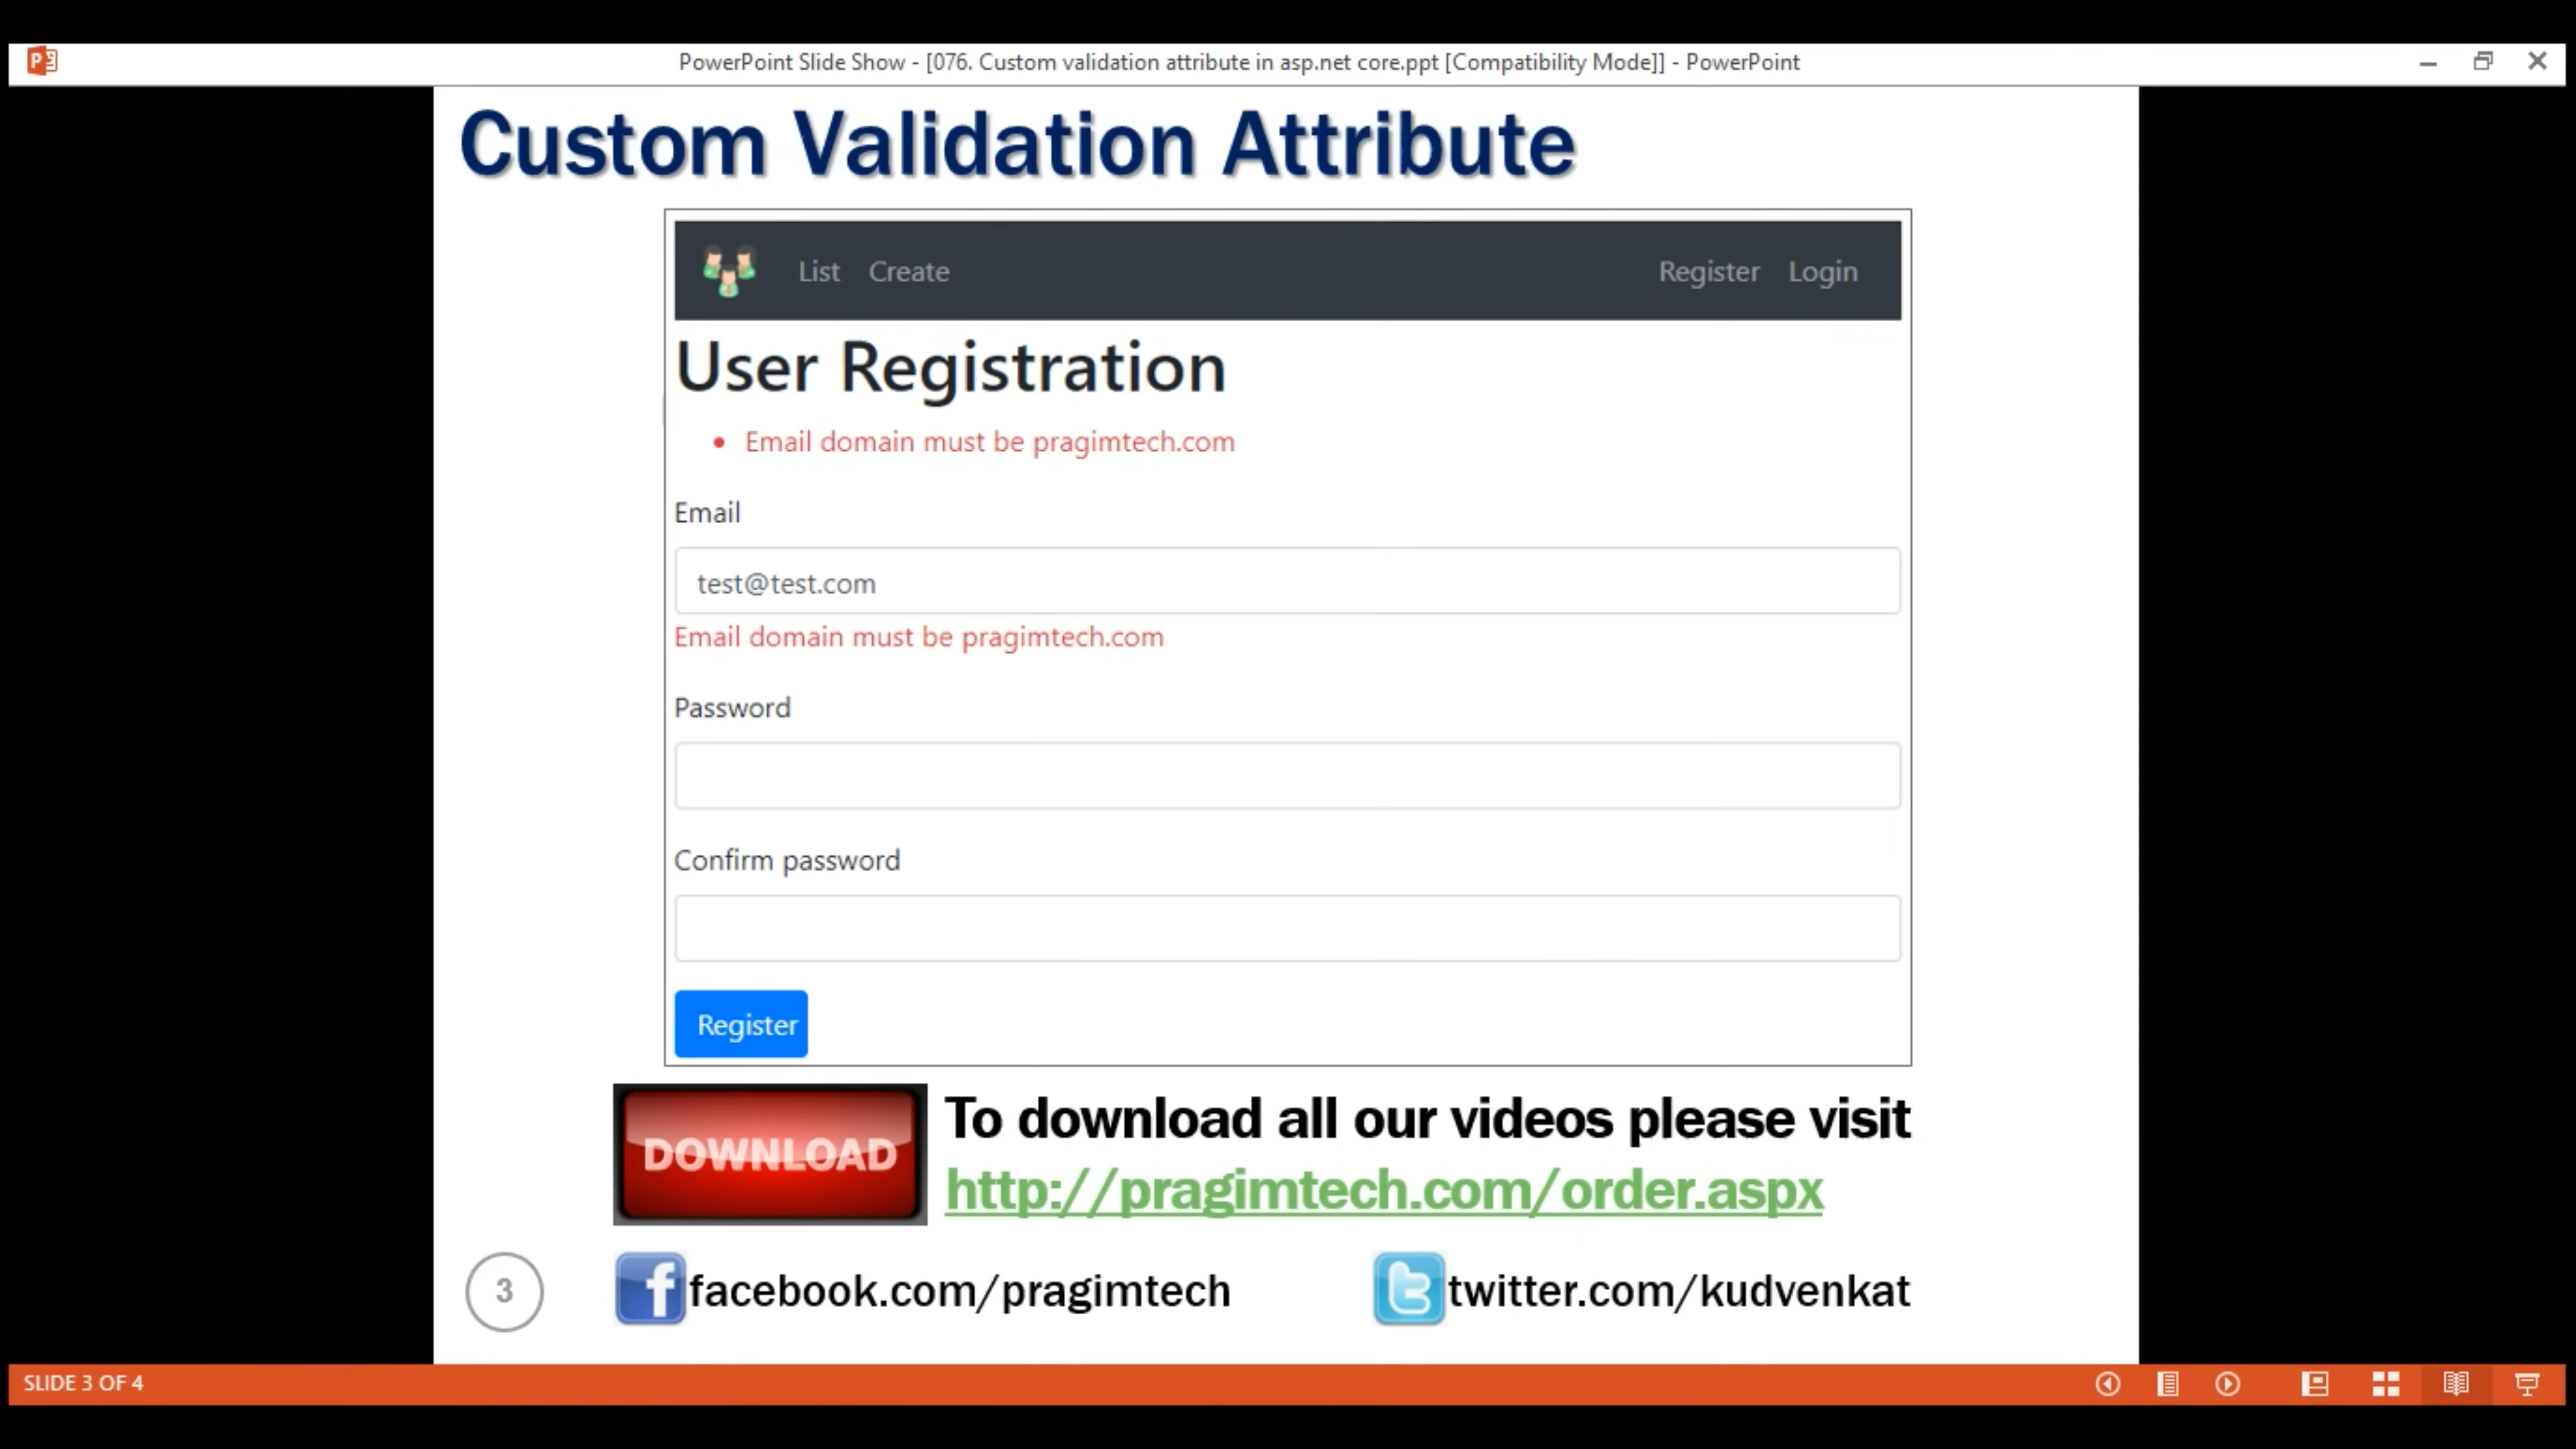 PowerPoint Slide Show - [076. Custom validation attribute in asp.net core.ppt [Compatibility Mode]] - PowerPoint
Custom Validation Attribute
List Create Register Login
User Registration
• Email domain must be pragimtech.com
Email
test@test.com
Email domain must be pragimtech.com
Password
Confirm password
Register
DOWNLOAD
To download all our videos please visit
http://pragimtech.com/order.aspx
3
facebook.com/pragimtech
twitter.com/kudvenkat
SLIDE 3 OF 4